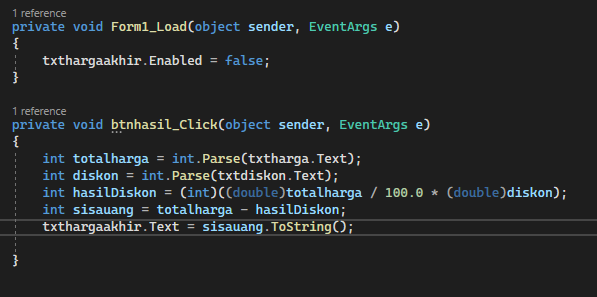 1 reference
private void Form1_Load(object sender, EventArgs e)
{
txthargaakhir.Enabled = false;
}
1 reference
private void btnhasil_Click(object sender, EventArgs e)
{
int totalharga = int.Parse(txtharga.Text);
int diskon = int.Parse(txtdiskon.Text);
int hasilDiskon = (int)((double)totalharga / 100.0 * (double)diskon);
int sisauang = totalharga - hasilDiskon;
txthargaakhir.Text = sisauang.ToString();
}